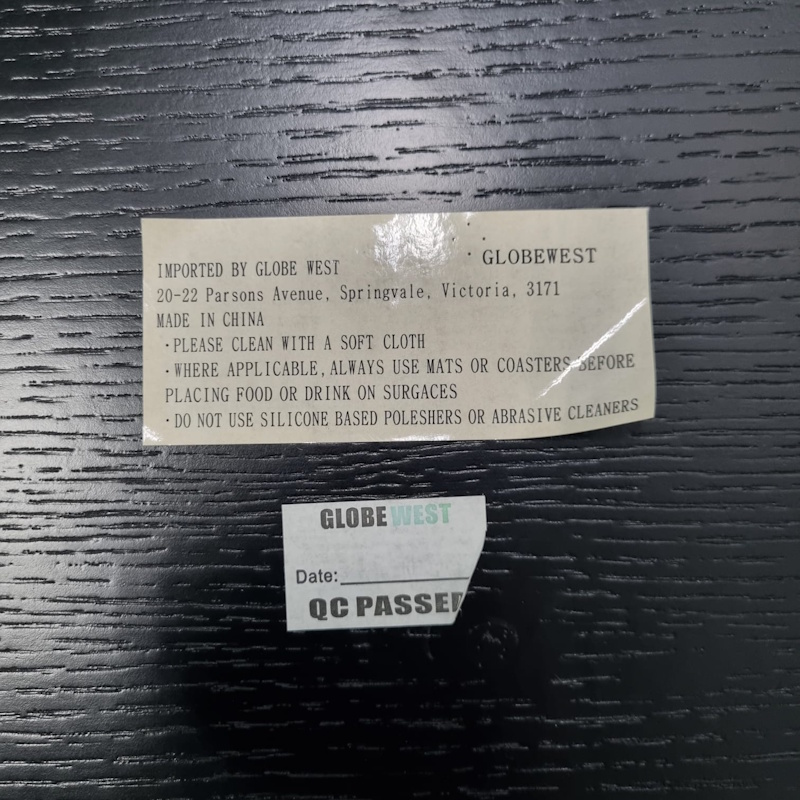 GLOBEWEST
IMPORTED BY GLOBE WEST
20-22 Parsons Avenue, Springvale, Victoria, 3171
MADE IN CHINA
·PLEASE CLEAN WITH A SOFT CLOTH
·WHERE APPLICABLE, ALWAYS USE MATS OR COASTERS BEFORE
PLACING FOOD OR DRINK ON SURGACES
·DO NOT USE SILICONE BASED POLESHERS OR ABRASIVE CLEANERS
GLOBEWEST
Date:
QC PASSED